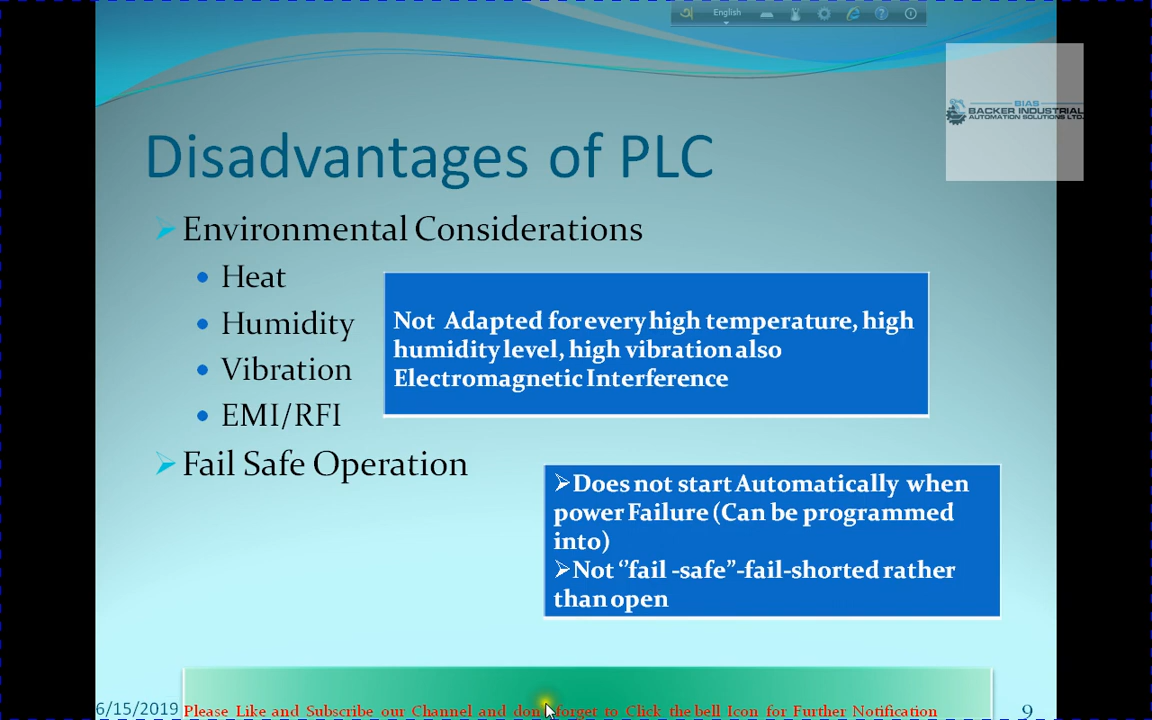 English
BIAS
BACKER INDUSTRIAL
AUTOMATION SOLUTIONS LTD.
Disadvantages of PLC
Environmental Considerations
Heat
Humidity
Vibration
EMI/RFI
Not Adapted for every high temperature, high
humidity level, high vibration also
Electromagnetic Interference
Fail Safe Operation
Does not start Automatically when
power Failure (Can be programmed
into)
Not ‘’fail -safe”-fail-shorted rather
than open
6/15/2019
Please Like and Subscribe our Channel and don forget to Click the bell Icon for Further Notification
9